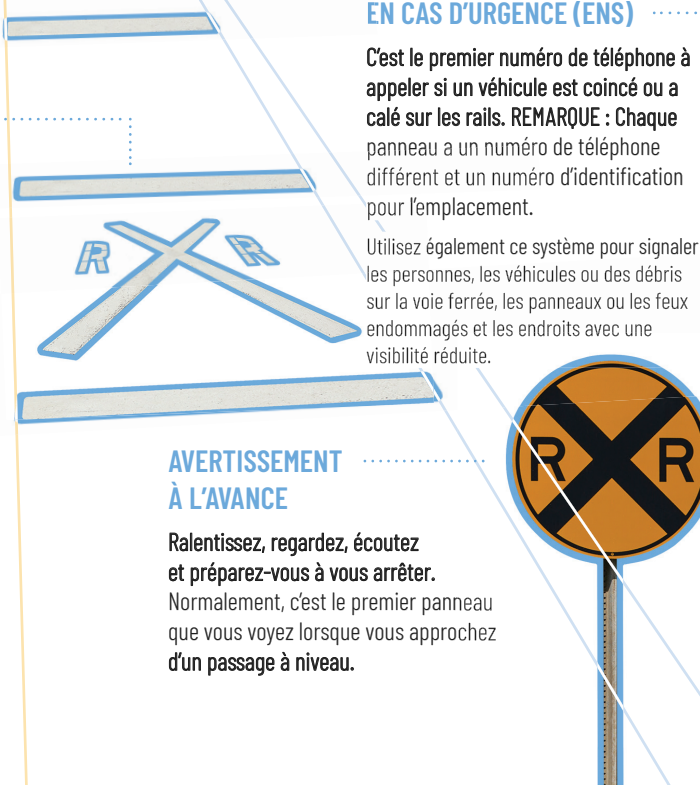 EN CAS D'URGENCE (ENS)
C'est le premier numéro de téléphone à
appeler si un véhicule est coincé ou a
calé sur les rails. REMARQUE : Chaque
panneau a un numéro de téléphone
différent et un numéro d'identification
pour l'emplacement.
Utilisez également ce système pour signaler
les personnes, les véhicules ou des débris
sur la voie ferrée, les panneaux ou les feux
endommagés et les endroits avec une
visibilité réduite.
R R
R R
AVERTISSEMENT
À L'AVANCE
Ralentissez, regardez, écoutez
et préparez-vous à vous arrêter.
Normalement, c'est le premier panneau
que vous voyez lorsque vous approchez
d'un passage à niveau.